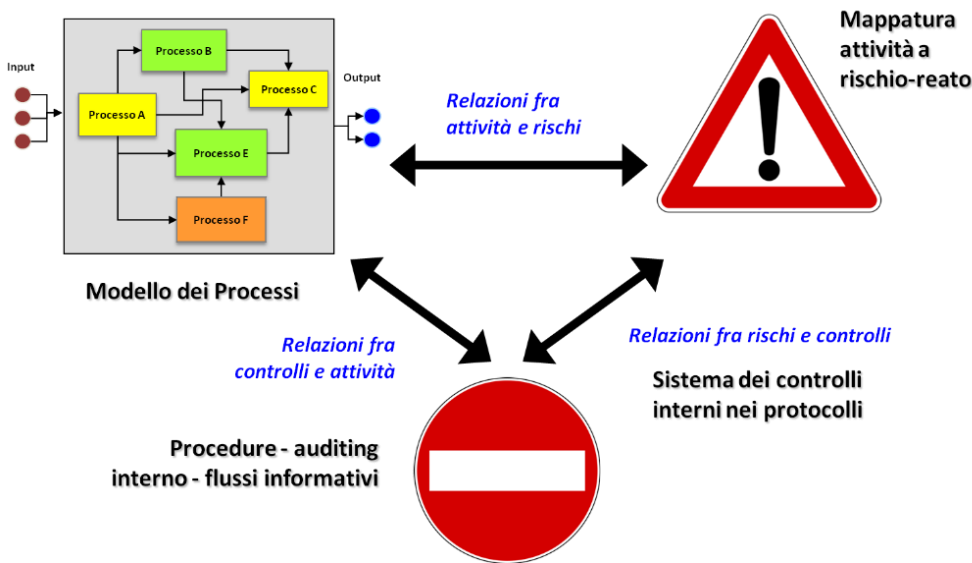 Input
Processo A
Processo B
Processo C
Processo E
Processo F
Output
Modello dei Processi
Relazioni fra
attività e rischi
Mappatura
attività a
rischio-reato
Relazioni fra
controlli e attività
Relazioni fra rischi e controlli
Sistema dei controlli
interni nei protocolli
Procedure - auditing
interno - flussi informativi